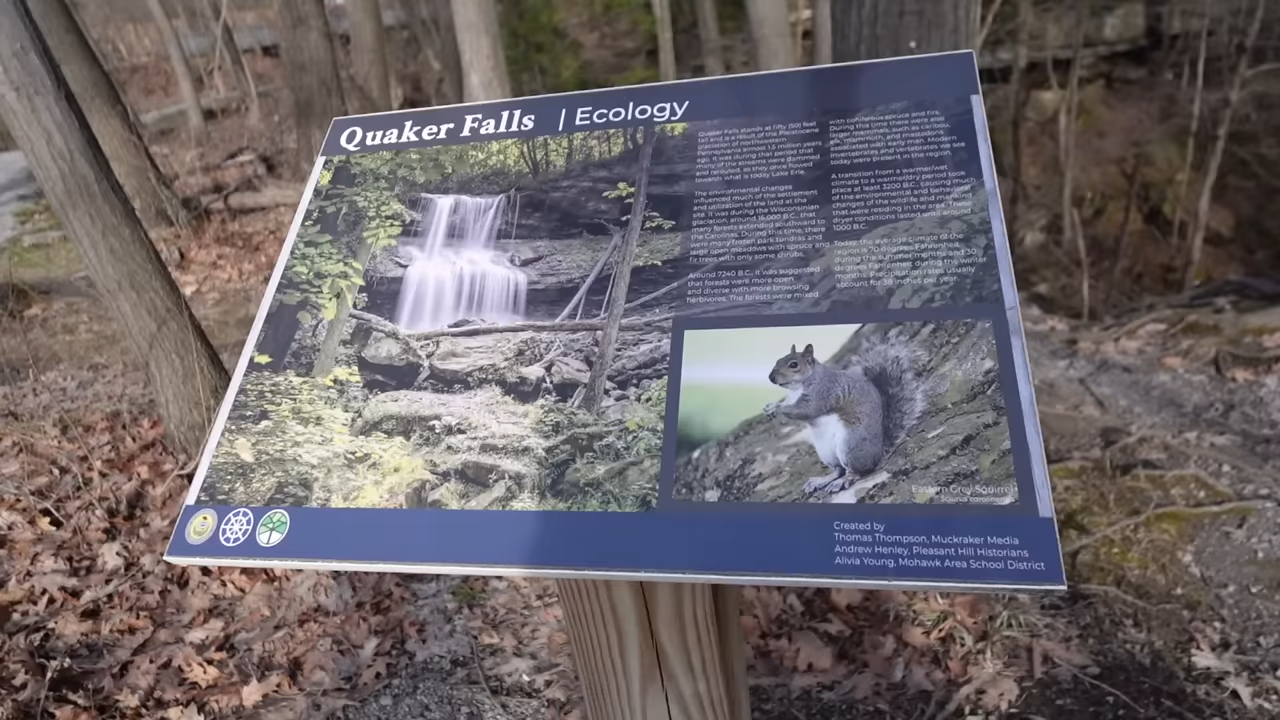 Quaker Falls | Ecology
Quaker Falls stands at fifty (50) feet
tall and is a result of the Pleistocene
glaciation of northwestern
Pennsylvania almost 1.5 million years
ago. It was during that period that
many of the streams were dammed
and rerouted, as they once flowed
towards what is today Lake Erie.
The environmental changes
influenced much of the settlement
and utilization of the land at the
site. It was during the Wisconsinian
glaciation, around 16,000 B.C., that
many forests extended southward to
the Carolinas. During this time, there
were many frozen park tundras and
large open meadows with spruce and
fir trees with only some shrubs.
Around 7240 B.C., it was suggested
that forests were more open
and diverse with more browsing
herbivores. The forests were mixed
with coniferous spruce and firs.
During this time there were also
larger mammals, such as caribou,
elk, mammoth, and mastodons
associated with early man. Modern
invertebrates and vertebrates we see
today were present in the region.
A transition from a warmer/wet
climate to a warmer/dry period took
place at least 3200 B.C., causing much
of the environmental and behavioral
changes of the wildlife and mankind
that were residing in the area. These
dryer conditions lasted until around
1000 B.C.
Today, the average climate of the
region is 70 degrees Fahrenheit
during the summer months and 30
degrees Fahrenheit during the winter
months. Precipitation rates usually
account for 38 inches per year.
Eastern Grey Squirrel
Sciurus carolinensis
Created by
Thomas Thompson, Muckraker Media
Andrew Henley, Pleasant Hill Historians
Alivia Young, Mohawk Area School District